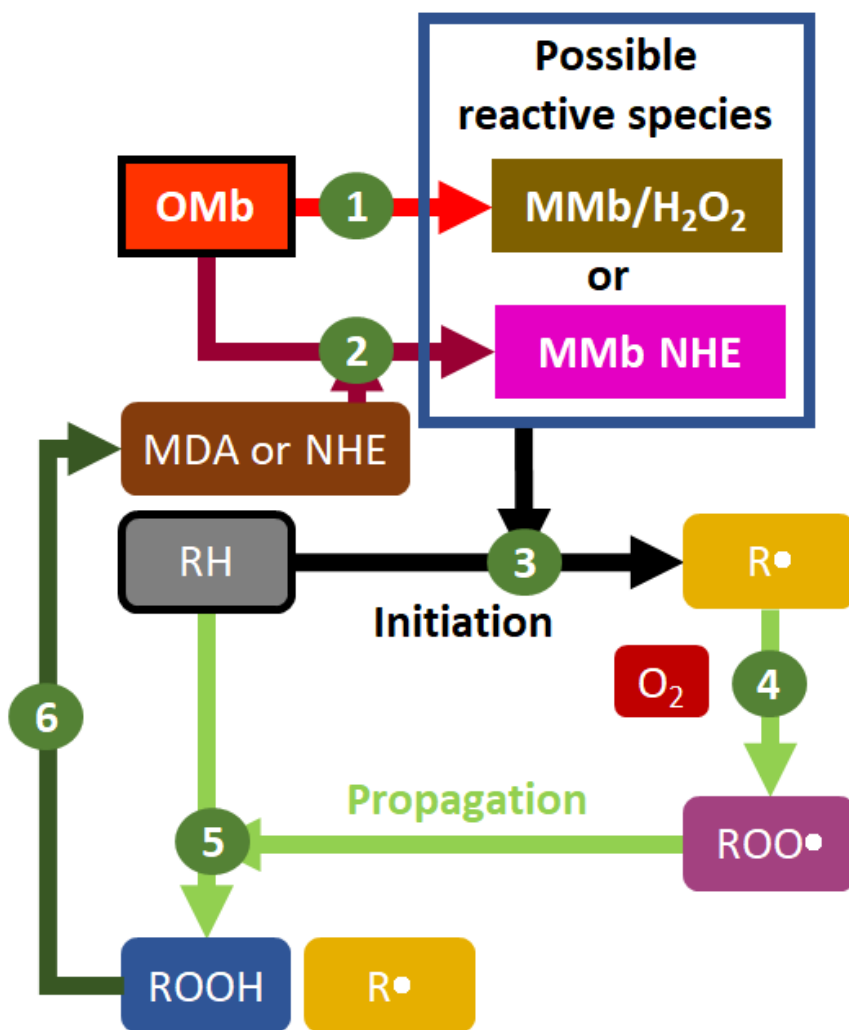 Possible
reactive species
OMb
1
MMb/H₂O₂
or
2
MMb NHE
MDA or NHE
RH
3
R•
Initiation
O₂
4
6
Propagation
5
ROO•
ROOH
R•